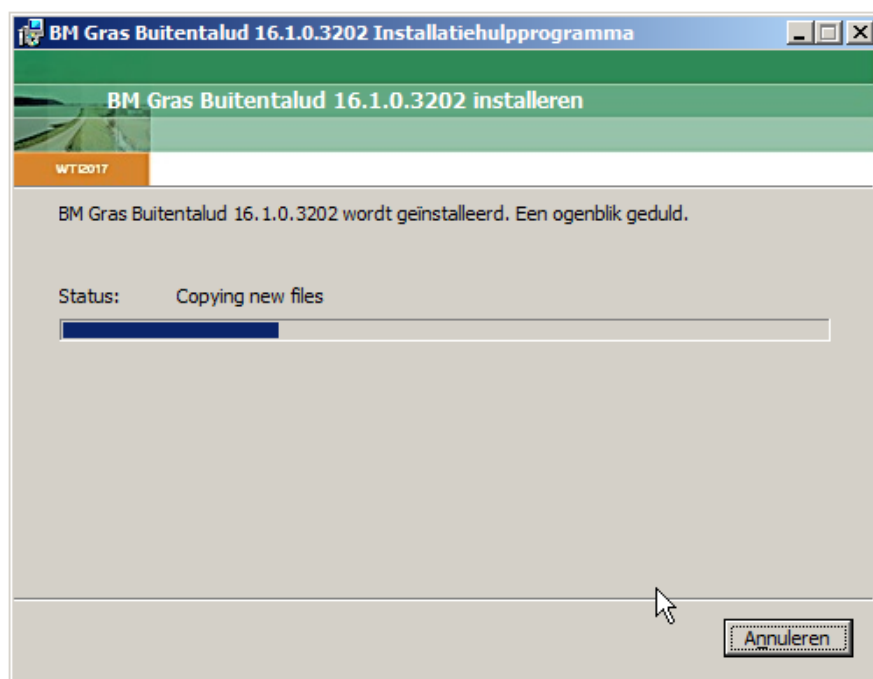 BM Gras Buitentalud 16.1.0.3202 Installatiehulpprogramma
BM Gras Buitentalud 16.1.0.3202 installeren
WTI2017
BM Gras Buitentalud 16.1.0.3202 wordt geïnstalleerd. Een ogenblik geduld.
Status: Copying new files
Annuleren